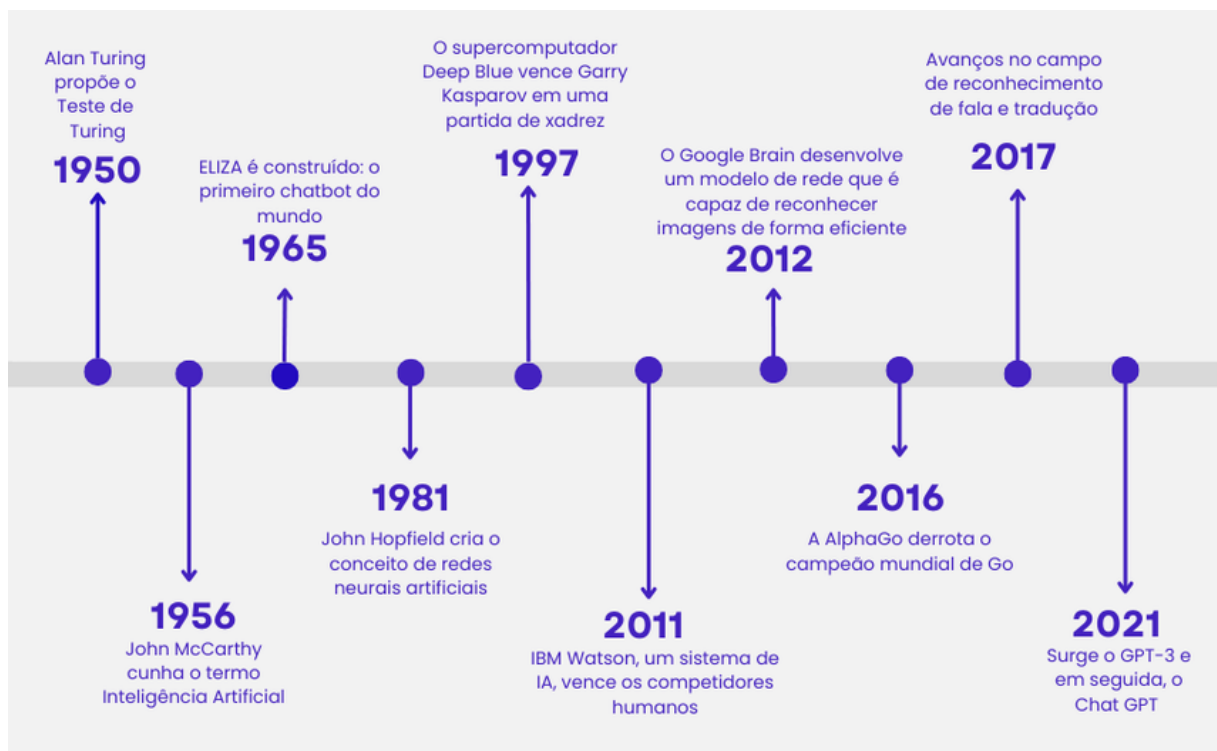 Alan Turing
propõe o
Teste de
Turing
1950
1956
John McCarthy
cunha o termo
Inteligência Artificial
ELIZA é construído: o
primeiro chatbot do
mundo
1965
1981
John Hopfield cria o
conceito de redes
neurais artificiais
O supercomputador
Deep Blue vence Garry
Kasparov em uma
partida de xadrez
1997
2011
IBM Watson, um sistema de
IA, vence os competidores
humanos
O Google Brain desenvolve
um modelo de rede que é
capaz de reconhecer
imagens de forma eficiente
2012
2016
A AlphaGo derrota o
campeão mundial de Go
Avanços no campo
de reconhecimento
de fala e tradução
2017
2021
Surge o GPT-3 e
em seguida, o
Chat GPT